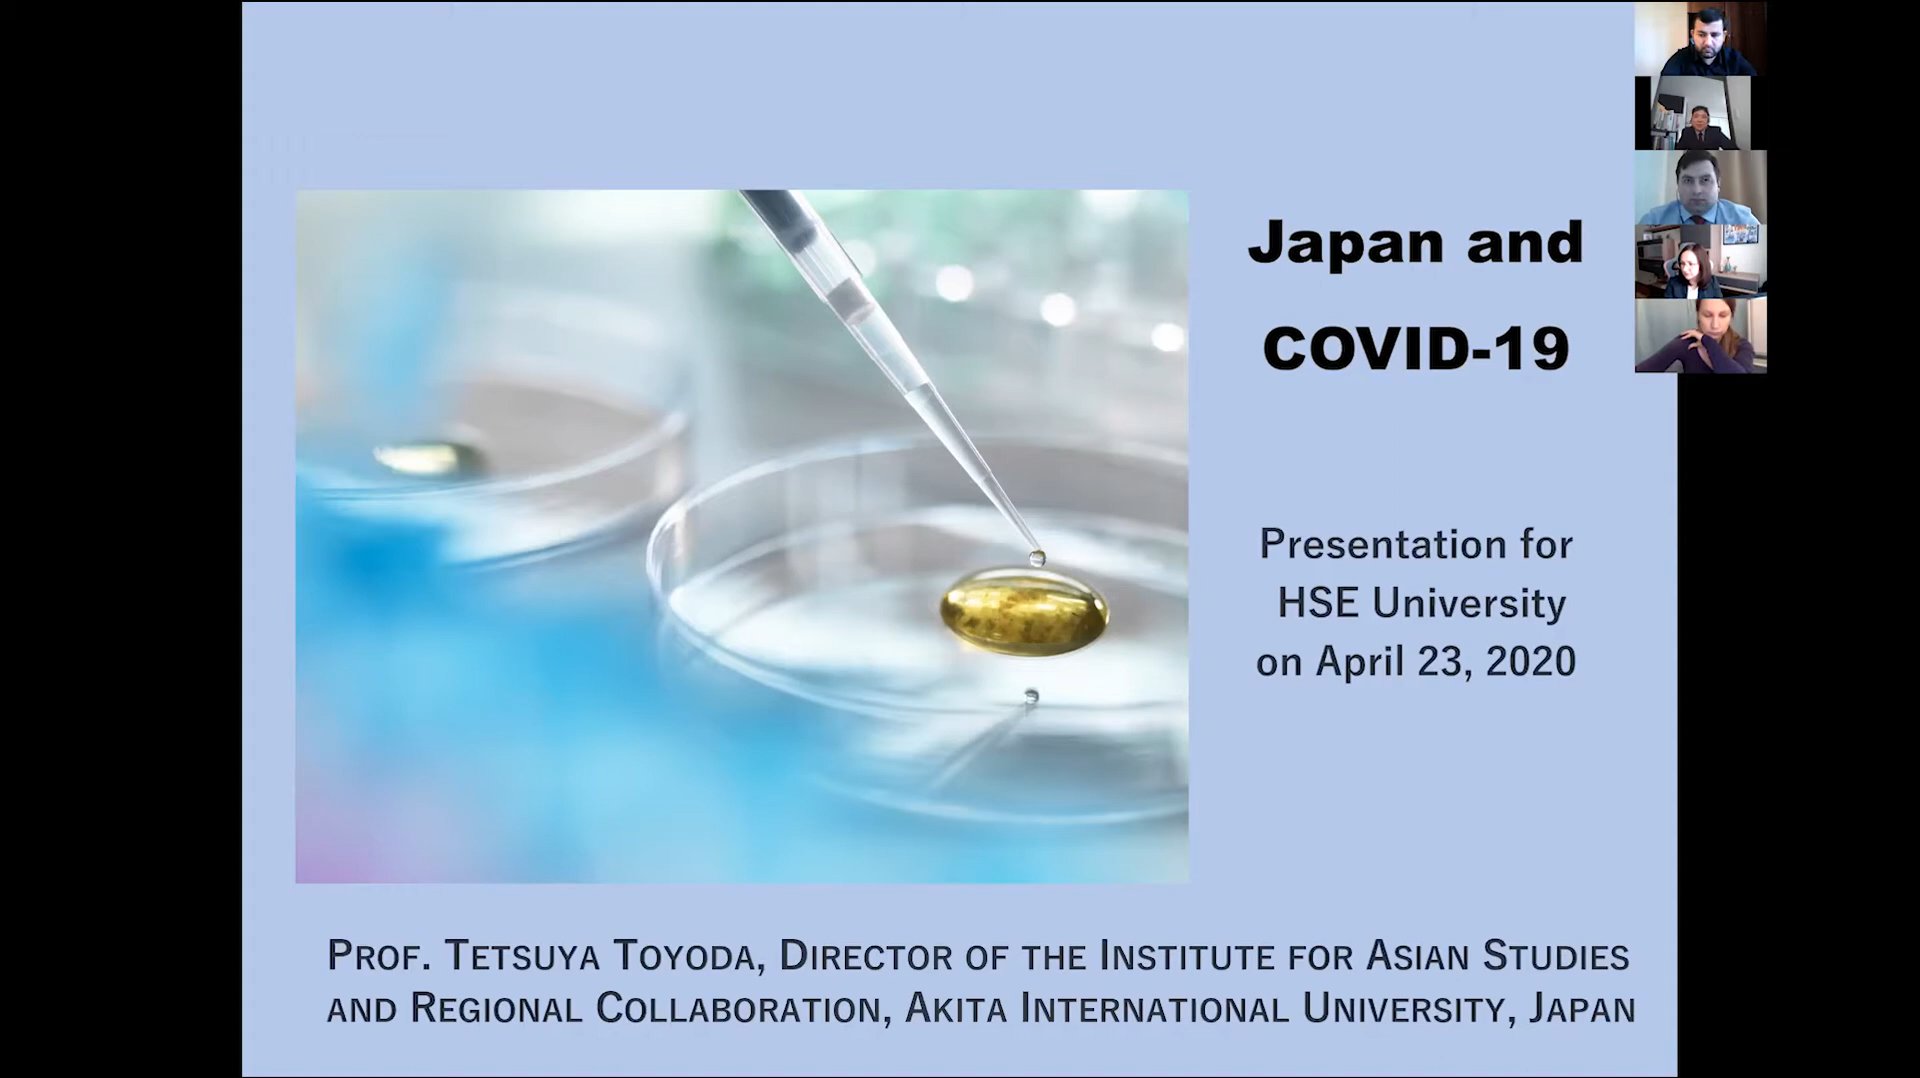 Japan and
COVID-19
Presentation for
HSE University
on April 23, 2020
PROF. TETSUYA TOYODA, DIRECTOR OF THE INSTITUTE FOR ASIAN STUDIES
AND REGIONAL COLLABORATION, AKITA INTERNATIONAL UNIVERSITY, JAPAN